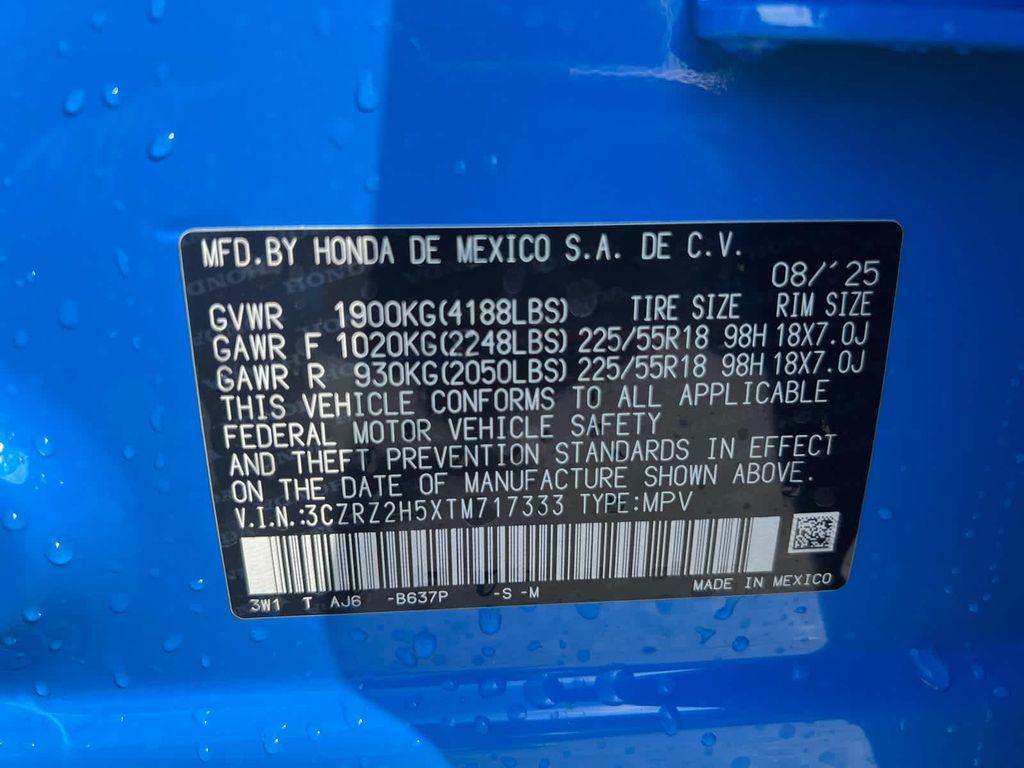 MFD.BY HONDA DE MEXICO S.A. DE C.V.
08/'25
GVWR 1900KG(4188LBS) TIRE SIZE RIM SIZE
GAWR F 1020KG(2248LBS) 225/55R18 98H 18X7.0J
GAWR R 930KG(2050LBS) 225/55R18 98H 18X7.0J
THIS VEHICLE CONFORMS TO ALL APPLICABLE
FEDERAL MOTOR VEHICLE SAFETY
AND THEFT PREVENTION STANDARDS IN EFFECT
ON THE DATE OF MANUFACTURE SHOWN ABOVE.
V.I.N.:3CZRZ2H5XTM717333 TYPE:MPV
3W1 T AJ6 -B637P -S -M MADE IN MEXICO